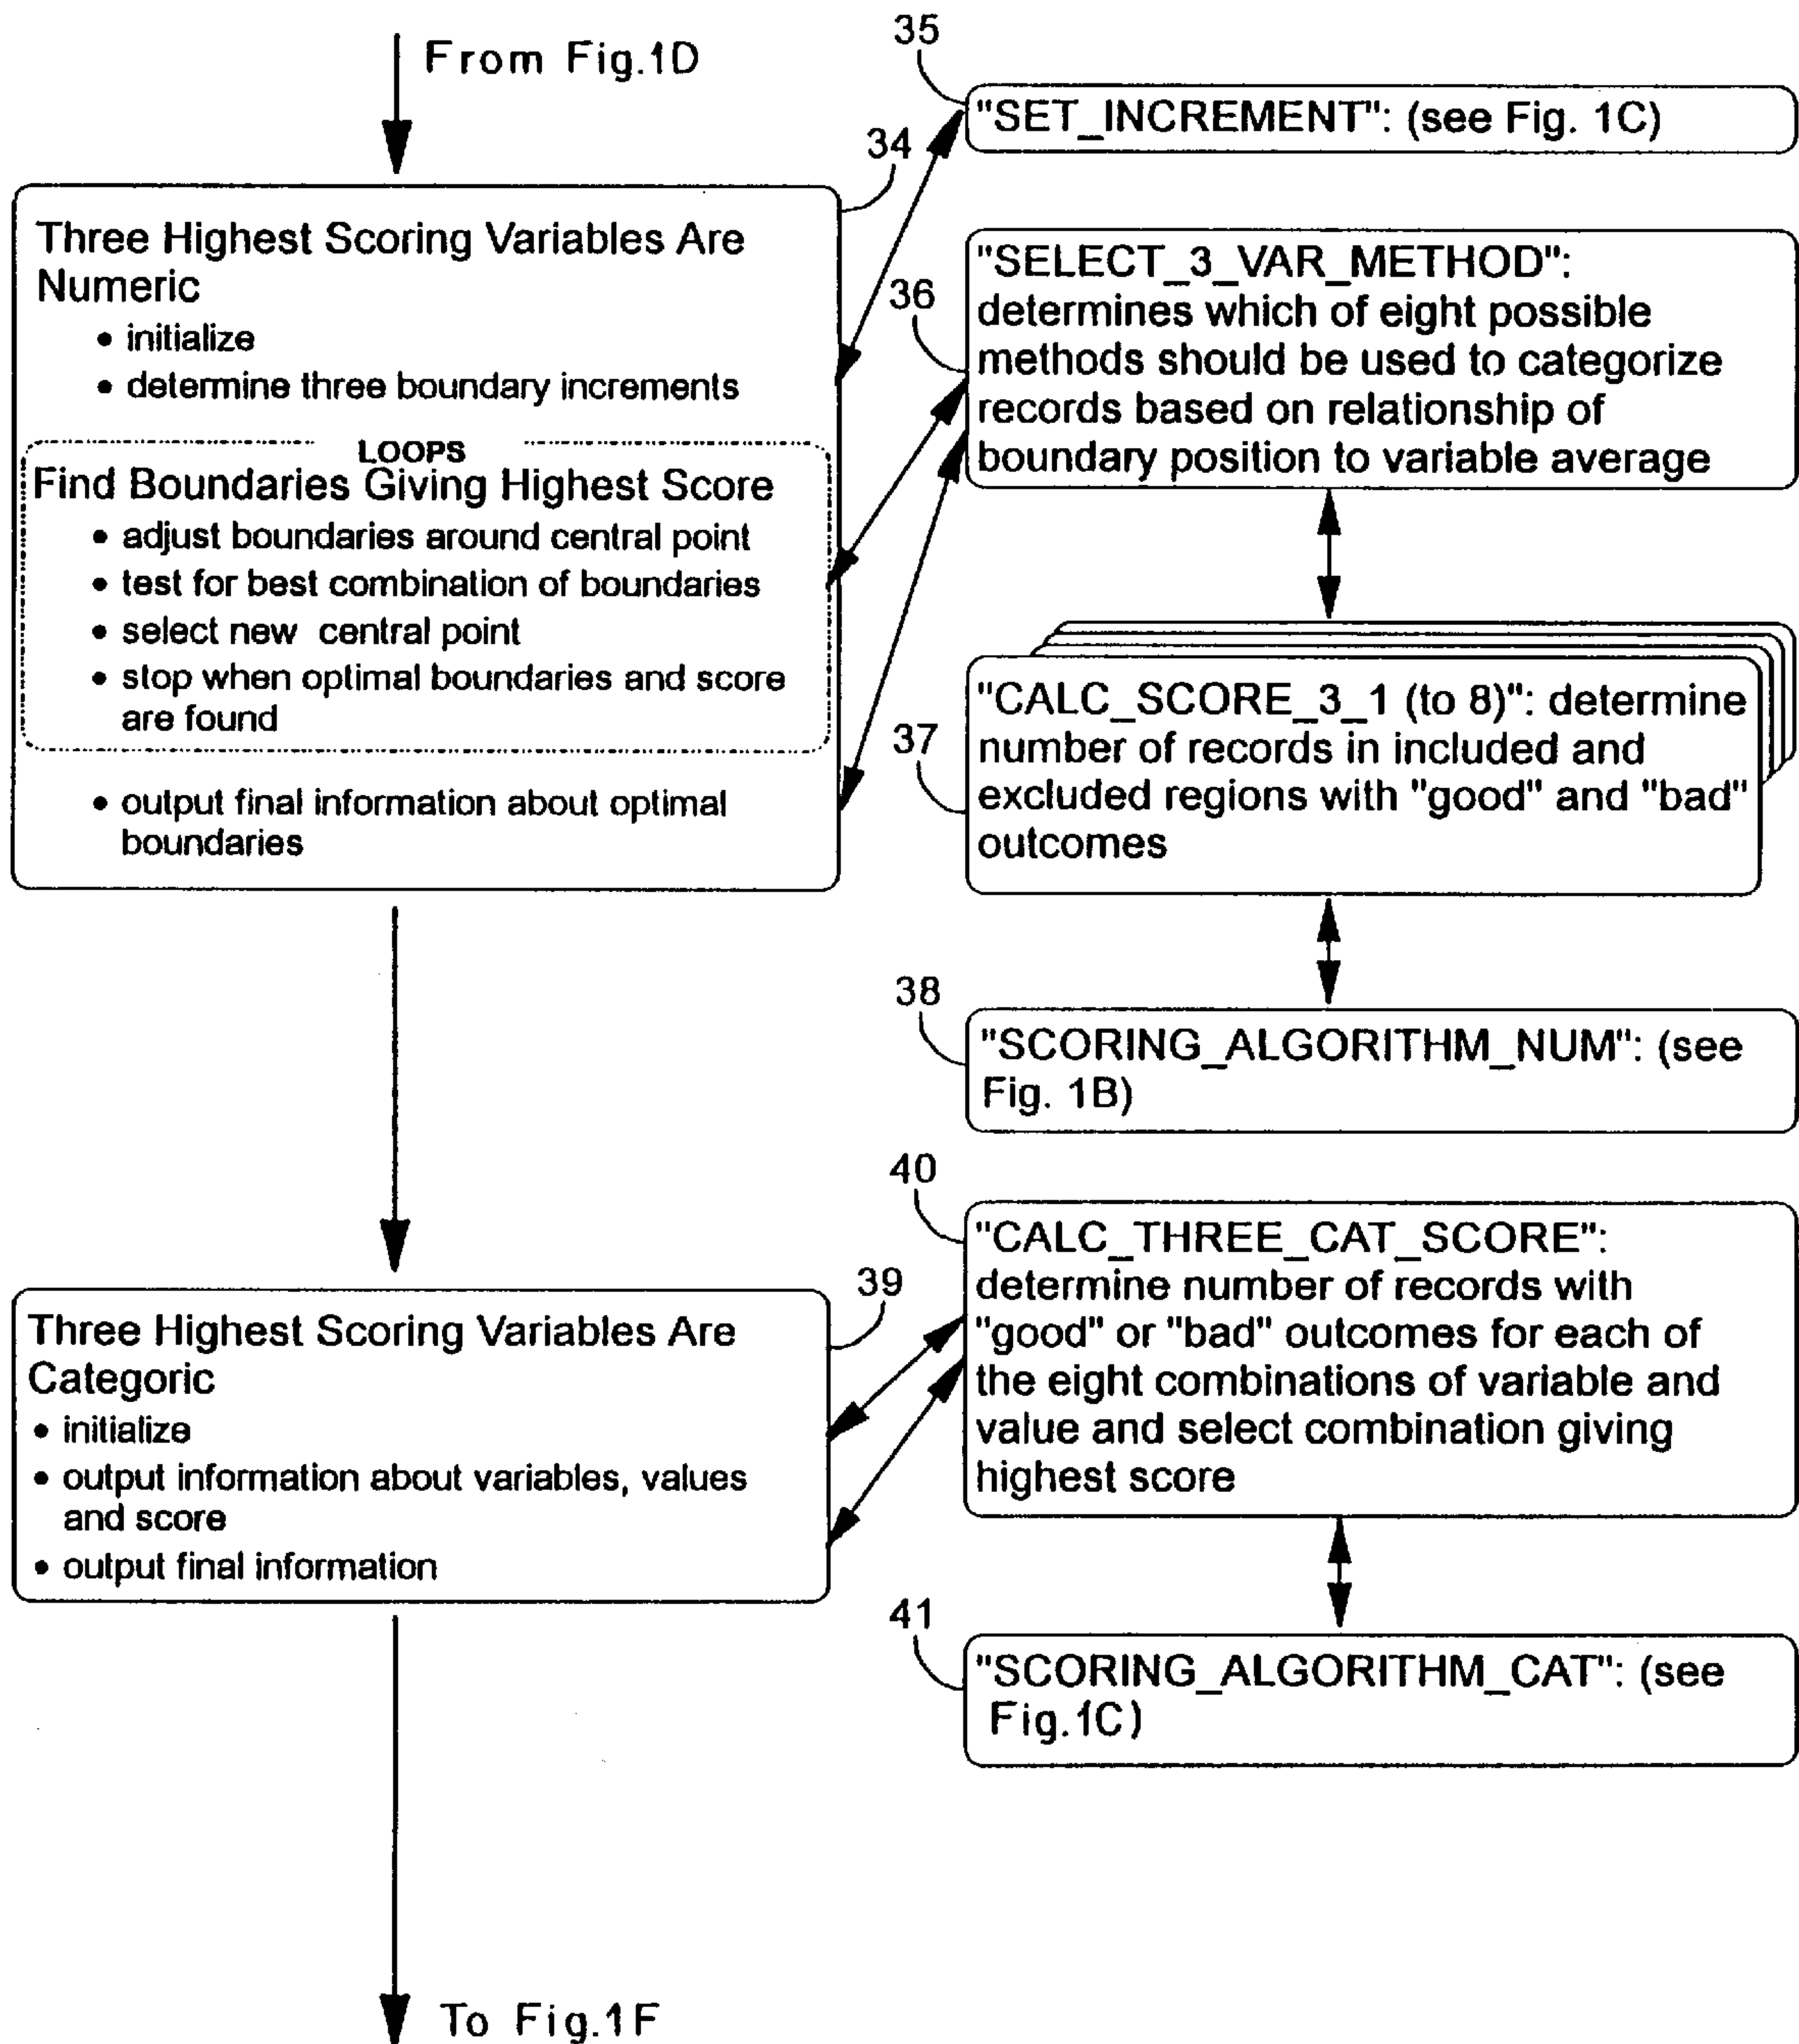 From Fig.1D
35
"SET_INCREMENT": (see Fig. 1C)
34
Three Highest Scoring Variables Are
Numeric
• initialize
• determine three boundary increments
LOOPS
Find Boundaries Giving Highest Score
• adjust boundaries around central point
• test for best combination of boundaries
• select new central point
• stop when optimal boundaries and score
are found
• output final information about optimal
boundaries
36
"SELECT_3_VAR_METHOD":
determines which of eight possible
methods should be used to categorize
records based on relationship of
boundary position to variable average
37
"CALC_SCORE_3_1 (to 8)": determine
number of records in included and
excluded regions with "good" and "bad"
outcomes
38
"SCORING_ALGORITHM_NUM": (see
Fig. 1B)
39
Three Highest Scoring Variables Are
Categoric
• initialize
• output information about variables, values
and score
• output final information
40
"CALC_THREE_CAT_SCORE":
determine number of records with
"good" or "bad" outcomes for each of
the eight combinations of variable and
value and select combination giving
highest score
41
"SCORING_ALGORITHM_CAT": (see
Fig.1C)
To Fig.1F